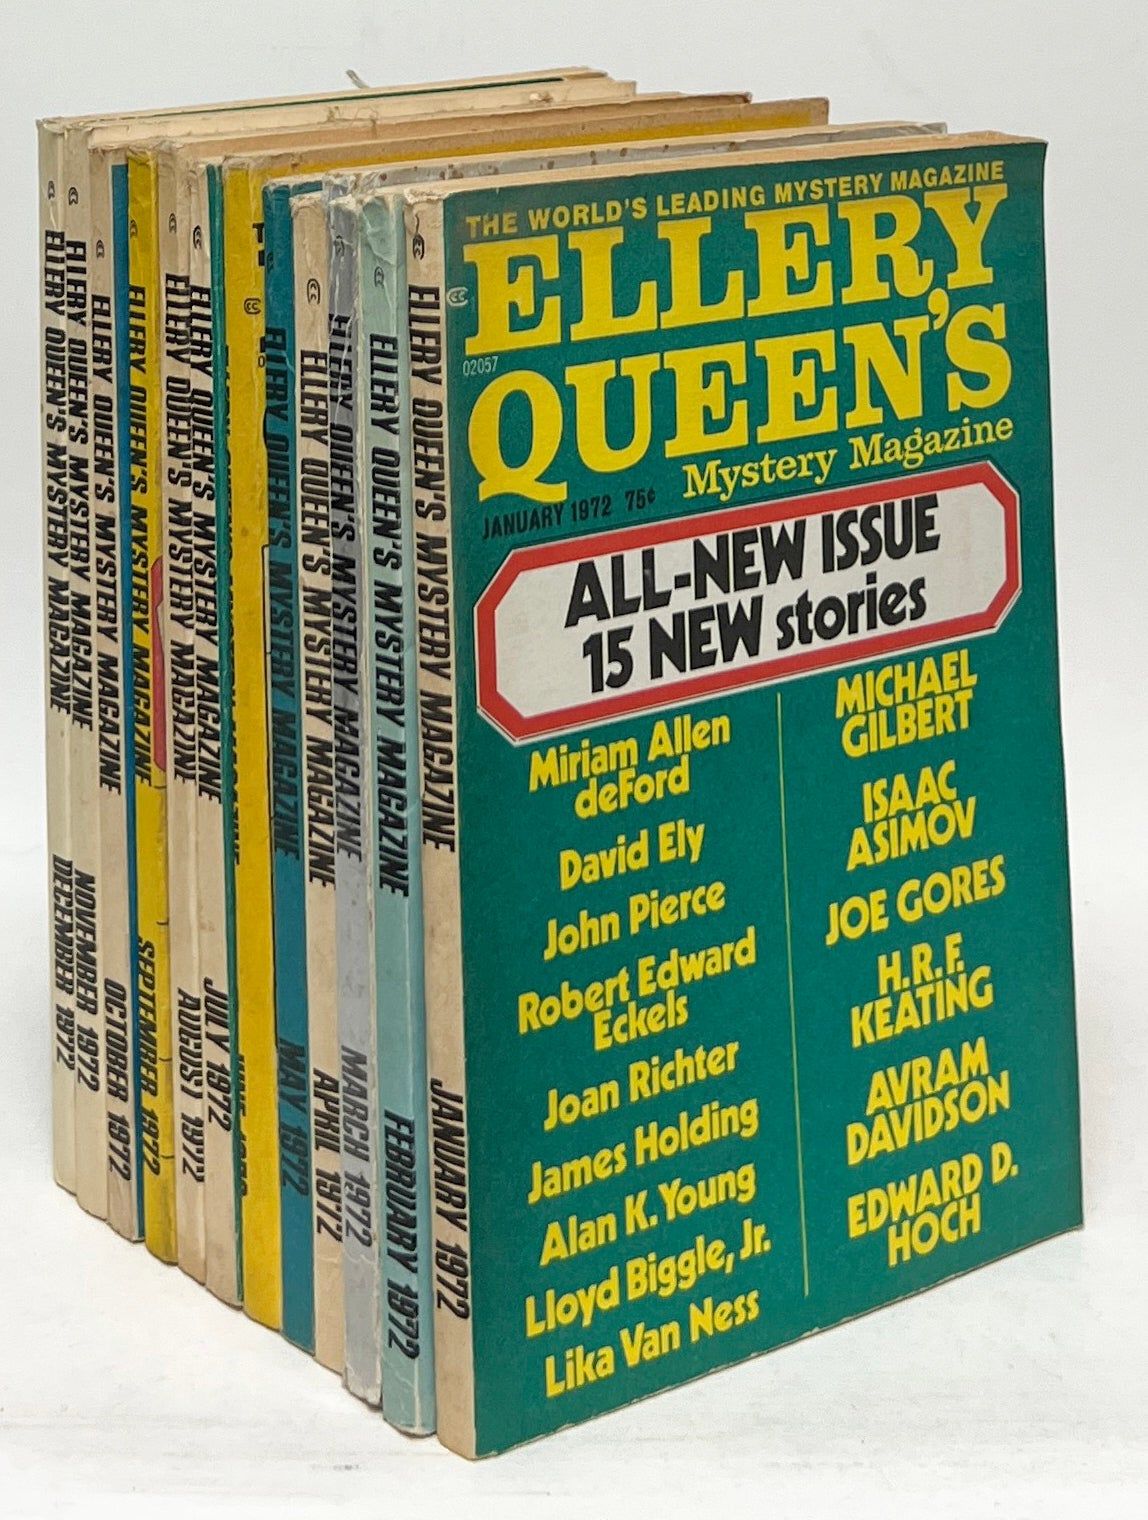 THE WORLD'S LEADING MYSTERY MAGAZINE
ELLERY
QUEEN'S
Mystery Magazine
02057
JANUARY 1972 75¢
ALL-NEW ISSUE
15 NEW stories
Miriam Allen
deFord
David Ely
John Pierce
Robert Edward
Eckels
Joan Richter
James Holding
Alan K. Young
Lloyd Biggle, Jr.
Lika Van Ness
MICHAEL
GILBERT
ISAAC
ASIMOV
JOE GORES
H.R.F.
KEATING
AVRAM
DAVIDSON
EDWARD D.
HOCH
ELLERY QUEEN'S MYSTERY MAGAZINE DECEMBER 1972
ELLERY QUEEN'S MYSTERY MAGAZINE NOVEMBER 1972
ELLERY QUEEN'S MYSTERY MAGAZINE OCTOBER 1972
ELLERY QUEEN'S MYSTERY MAGAZINE SEPTEMBER 1972
ELLERY QUEEN'S MYSTERY MAGAZINE AUGUST 1972
ELLERY QUEEN'S MYSTERY MAGAZINE JULY 1972
ELLERY QUEEN'S MYSTERY MAGAZINE MAY 1972
ELLERY QUEEN'S MYSTERY MAGAZINE APRIL 1972
ELLERY QUEEN'S MYSTERY MAGAZINE MARCH 1972
ELLERY QUEEN'S MYSTERY MAGAZINE FEBRUARY 1972
ELLERY QUEEN'S MYSTERY MAGAZINE JANUARY 1972